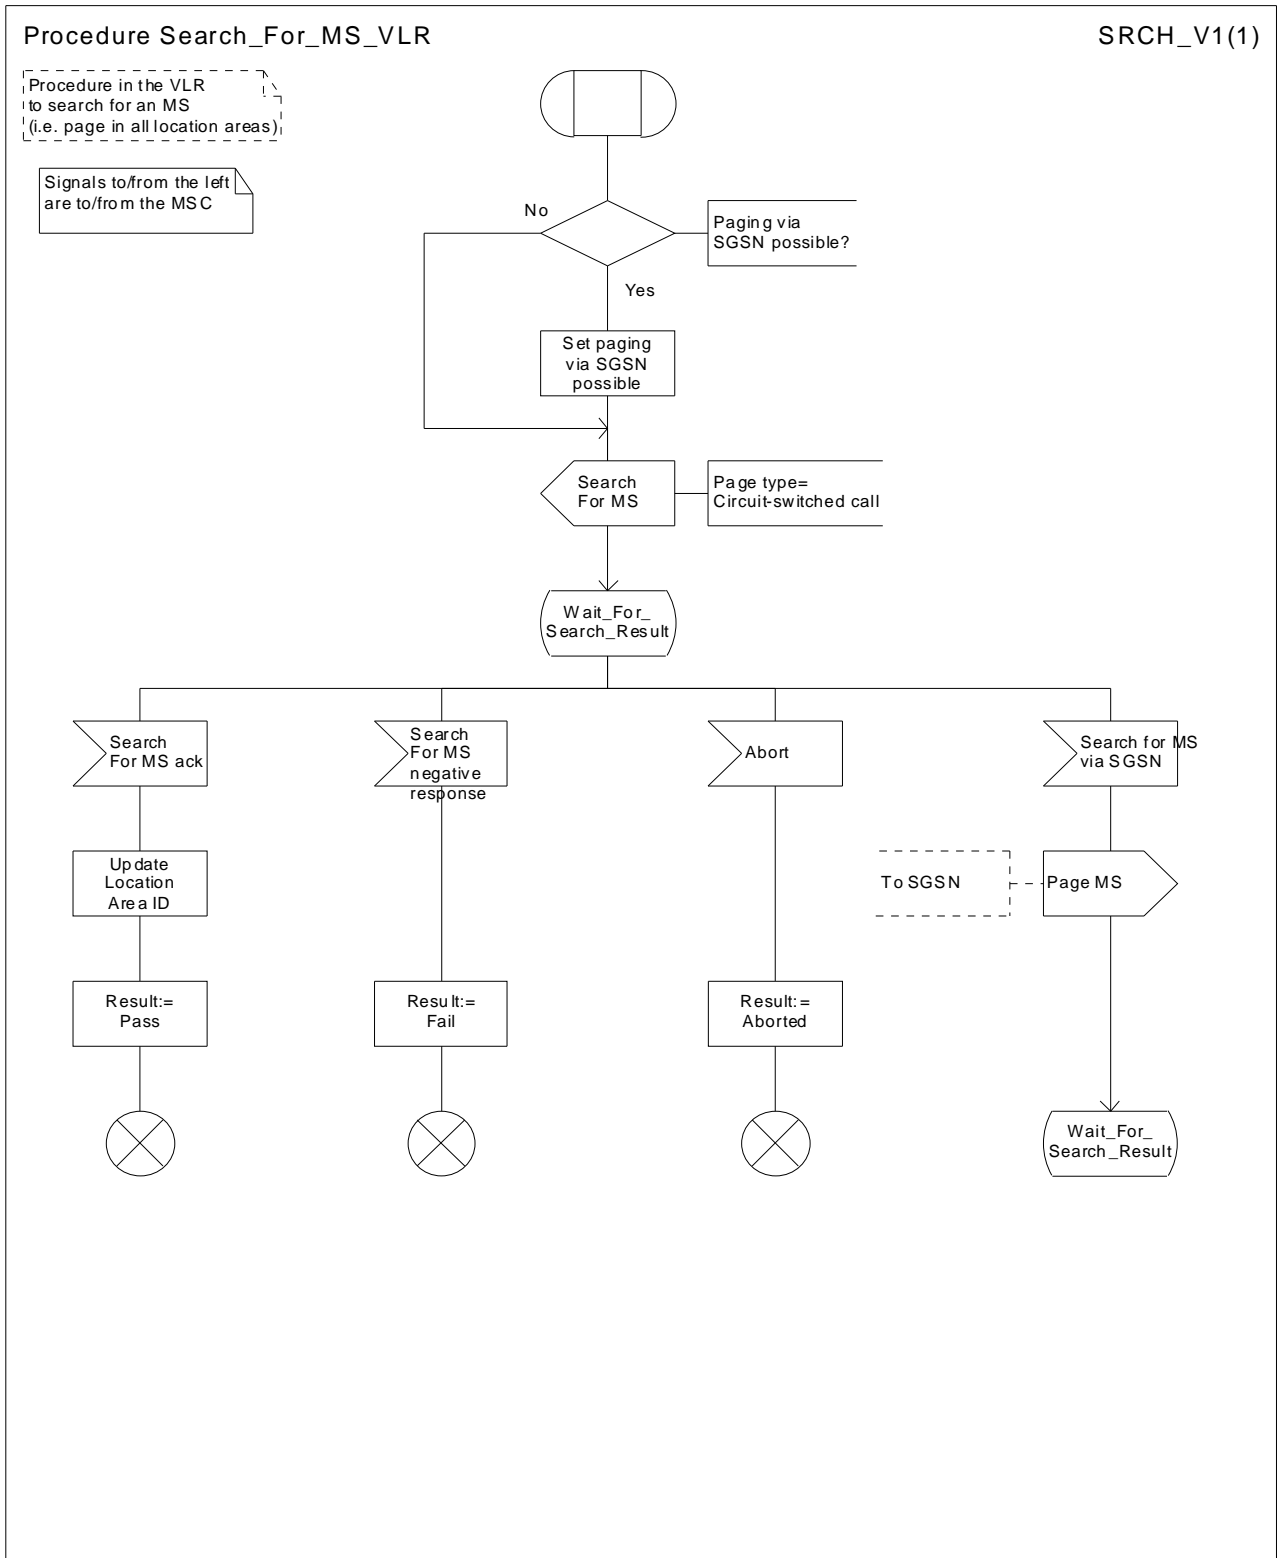 Procedure Search_For_MS_VLR
SRCH_V1(1)
Procedure in the VLR
to search for an MS
(i.e. page in all location areas)
Signals to/from the left
are to/from the MSC
No
Paging via
SGSN possible?
Yes
Set paging
via SGSN
possible
Search
For MS
Page type=
Circuit-switched call
Wait_For_
Search_Result
Search
For MS ack
Search
For MS
negative
response
Abort
Search for MS
via SGSN
Update
Location
Area ID
To SGSN
Page MS
Result:=
Pass
Result:=
Fail
Result:=
Aborted
Wait_For_
Search_Result